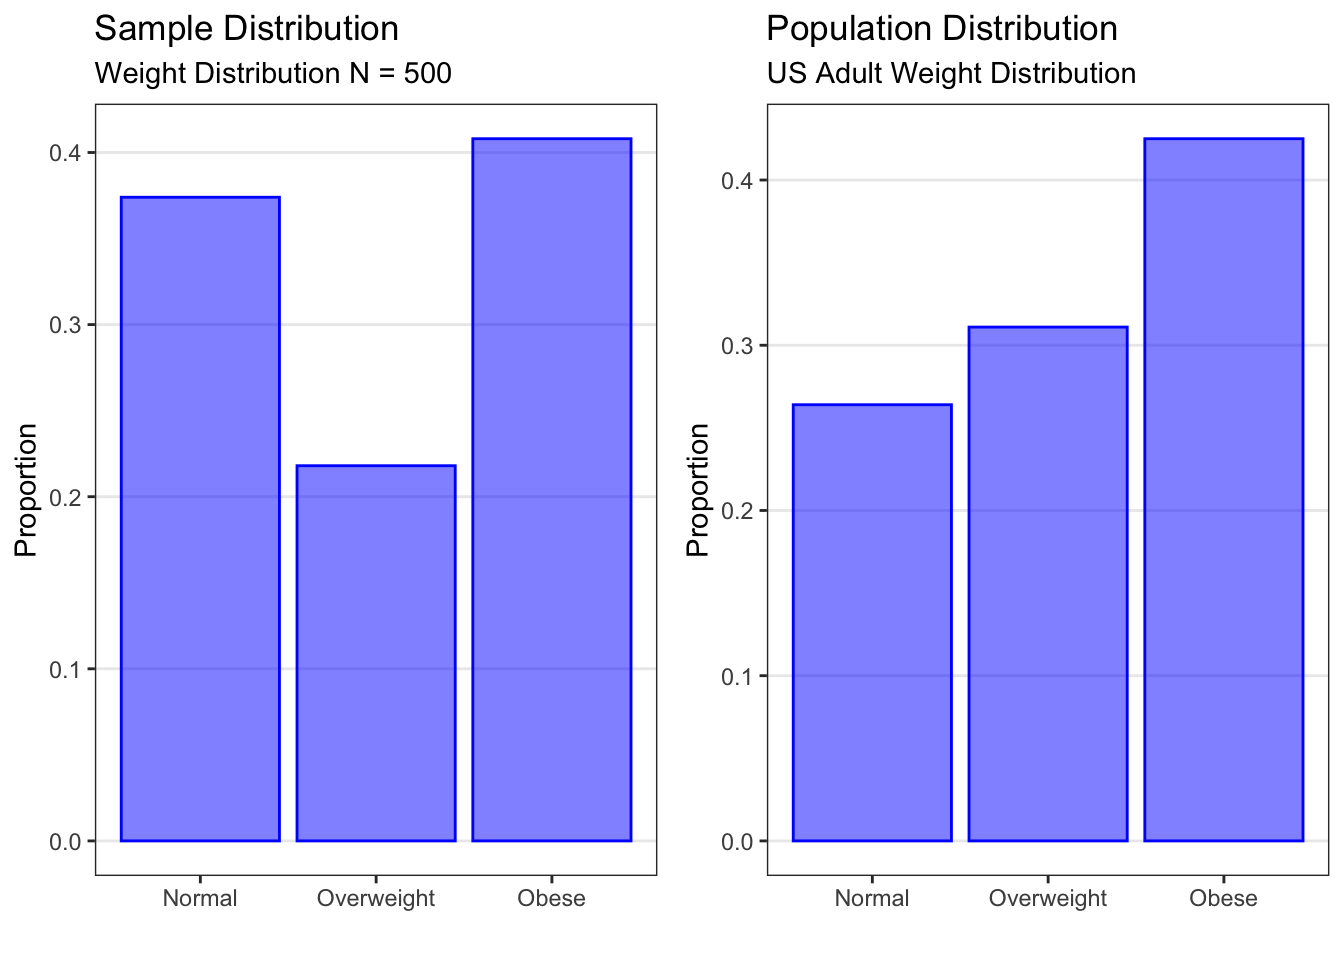 Sample Distribution
Weight Distribution N = 500
Proportion
0.4
0.3
0.2
0.1
0.0
Normal Overweight Obese
Population Distribution
US Adult Weight Distribution
Proportion
0.4
0.3
0.2
0.1
0.0
Normal Overweight Obese